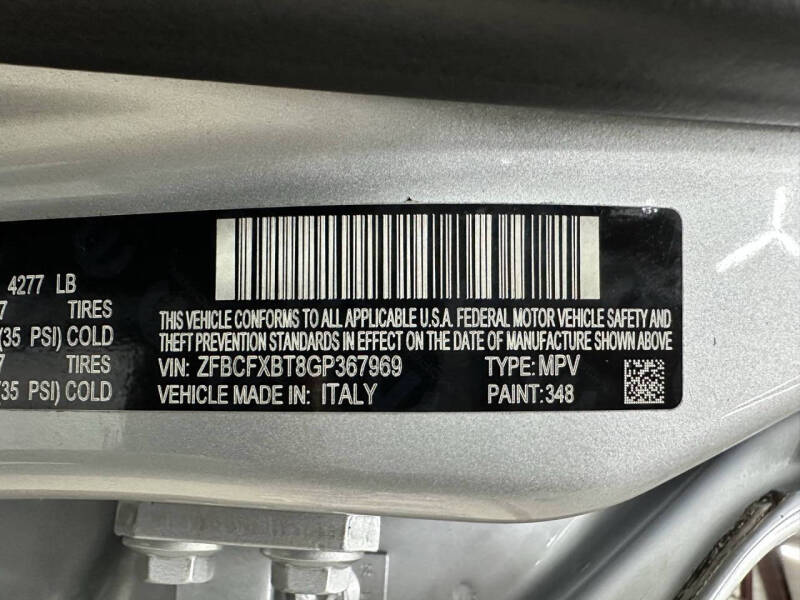 4277 LB
TIRES
(35 PSI) COLD
TIRES
(35 PSI) COLD
THIS VEHICLE CONFORMS TO ALL APPLICABLE U.S.A. FEDERAL MOTOR VEHICLE SAFETY AND
THEFT PREVENTION STANDARDS IN EFFECT ON THE DATE OF MANUFACTURE SHOWN ABOVE
VIN: ZFBCFXBT8GP367969 TYPE: MPV
VEHICLE MADE IN: ITALY PAINT: 348